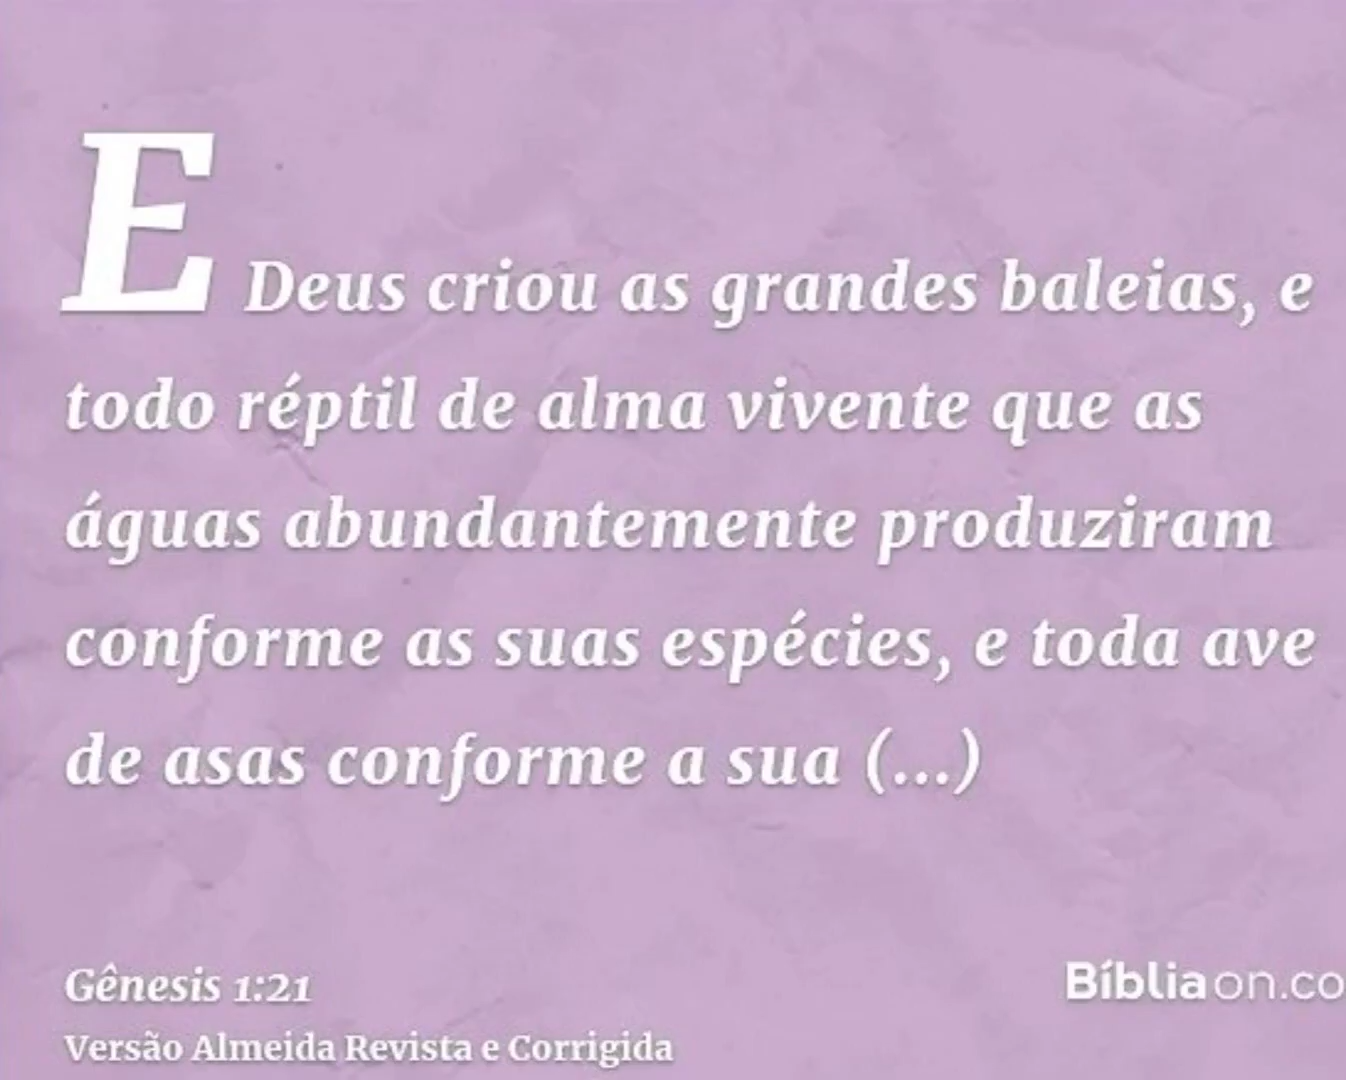 E Deus criou as grandes baleias, e
todo réptil de alma vivente que as
águas abundantemente produziram
conforme as suas espécies, e toda ave
de asas conforme a sua (...)
Gênesis 1:21
Bíbliaon.co
Versão Almeida Revista e Corrigida